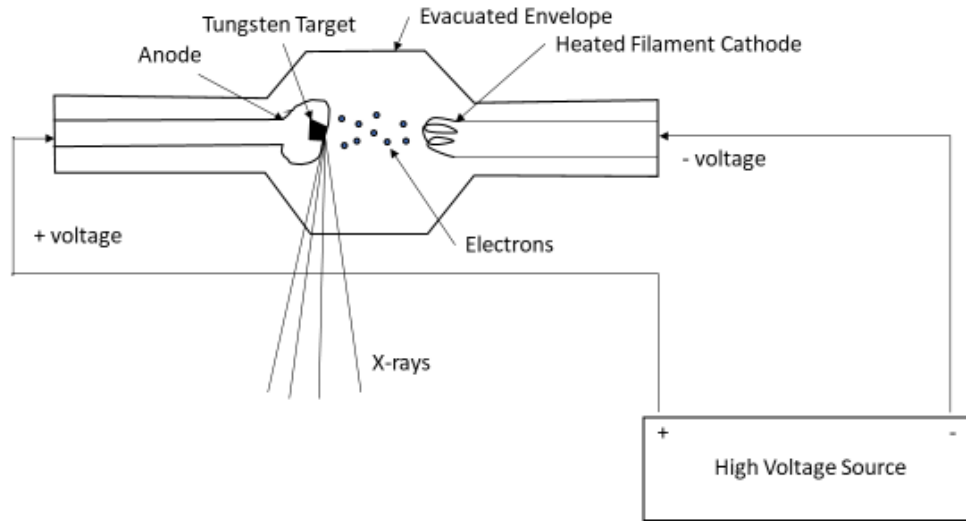 Evacuated Envelope
Tungsten Target
Heated Filament Cathode
Anode
- voltage
+ voltage
Electrons
X-rays
+ -
High Voltage Source